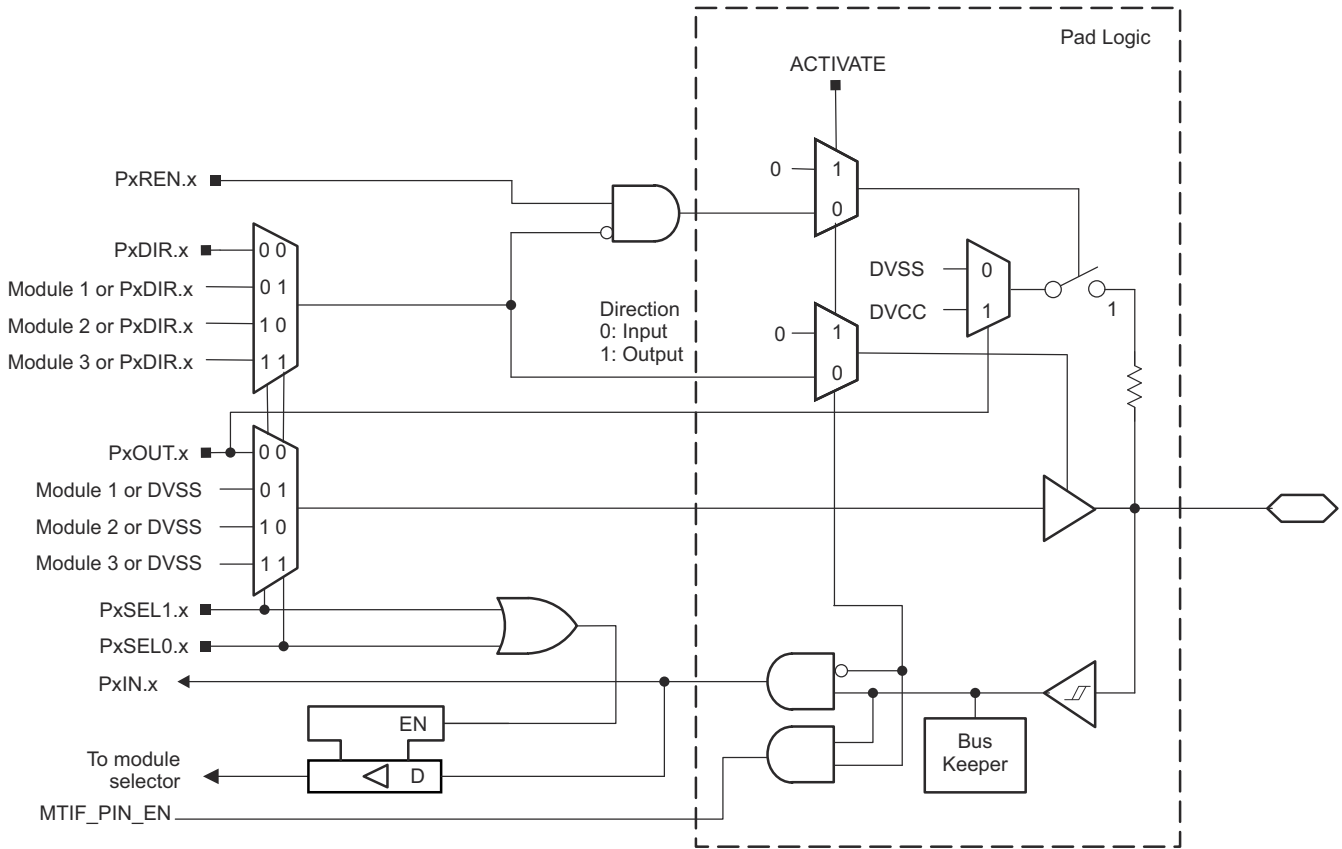 Pad Logic
ACTIVATE
PxREN.x
0
1
0
PxDIR.x
0 0
Module 1 or PxDIR.x
0 1
Module 2 or PxDIR.x
1 0
Module 3 or PxDIR.x
1 1
Direction
0: Input
1: Output
0
1
0
DVSS
0
DVCC
1
1
PxOUT.x
0 0
Module 1 or DVSS
0 1
Module 2 or DVSS
1 0
Module 3 or DVSS
1 1
PxSEL1.x
PxSEL0.x
PxIN.x
EN
D
To module
selector
MTIF_PIN_EN
Bus
Keeper